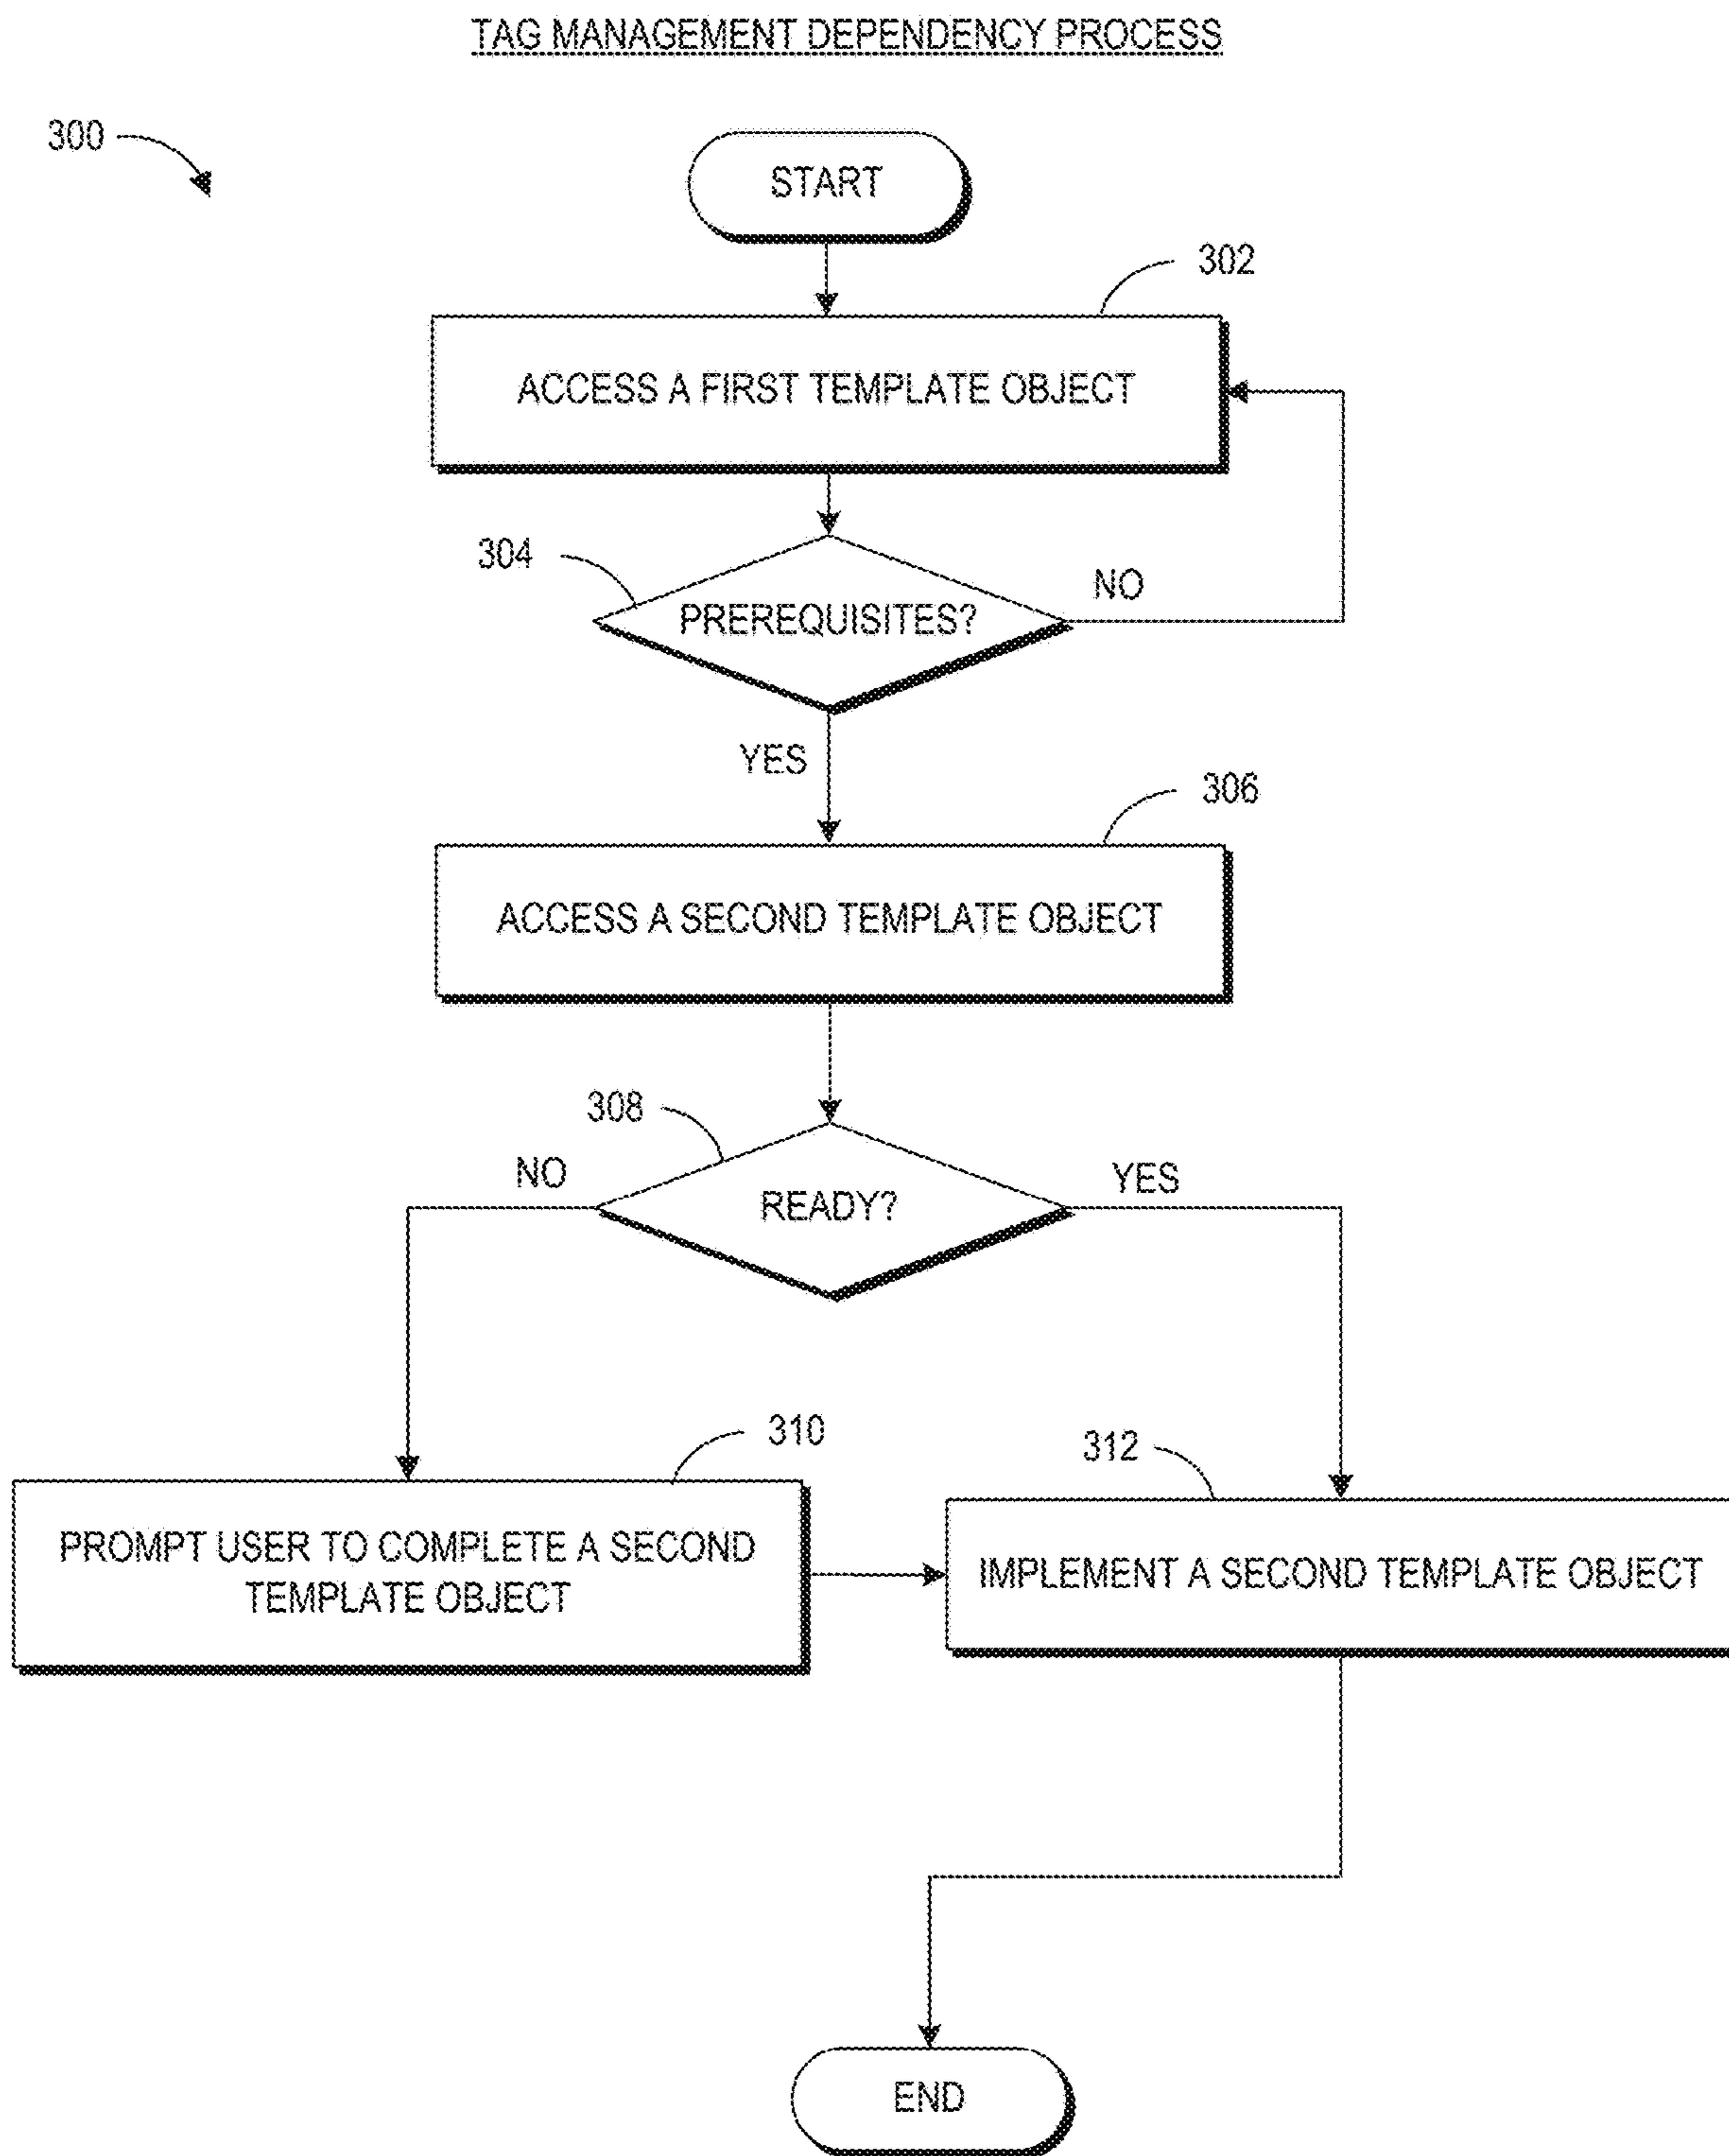 TAG MANAGEMENT DEPENDENCY PROCESS
300
START
302
ACCESS A FIRST TEMPLATE OBJECT
304
PREREQUISITES?
NO
YES
306
ACCESS A SECOND TEMPLATE OBJECT
308
NO
READY?
YES
310
312
PROMPT USER TO COMPLETE A SECOND
TEMPLATE OBJECT
IMPLEMENT A SECOND TEMPLATE OBJECT
END